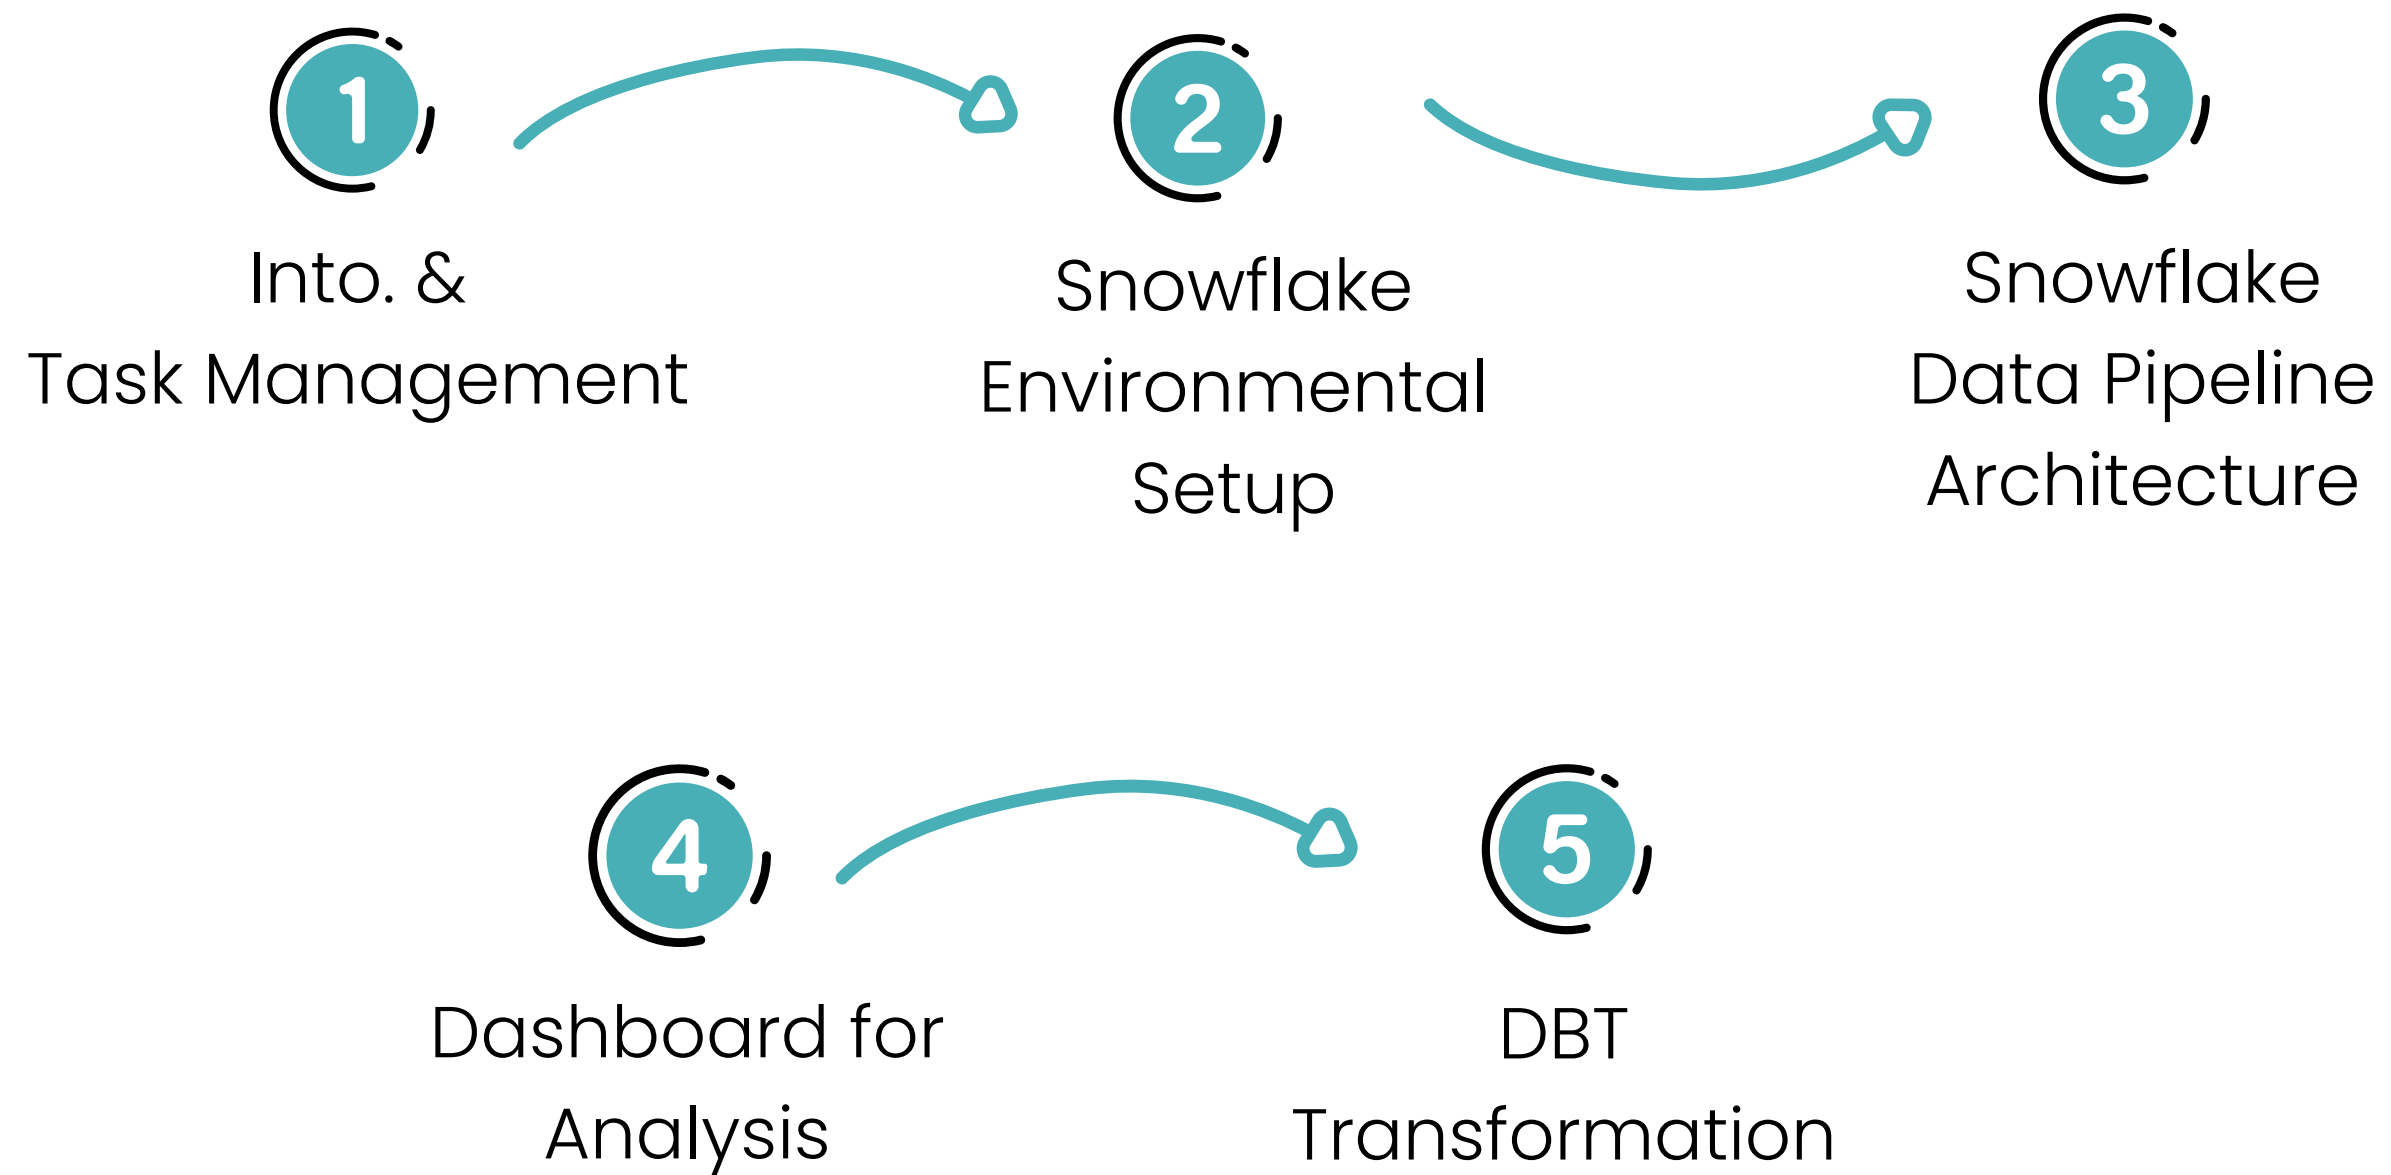 1
Into. &
Task Management
2
Snowflake
Environmental
Setup
3
Snowflake
Data Pipeline
Architecture
4
Dashboard for
Analysis
5
DBT
Transformation